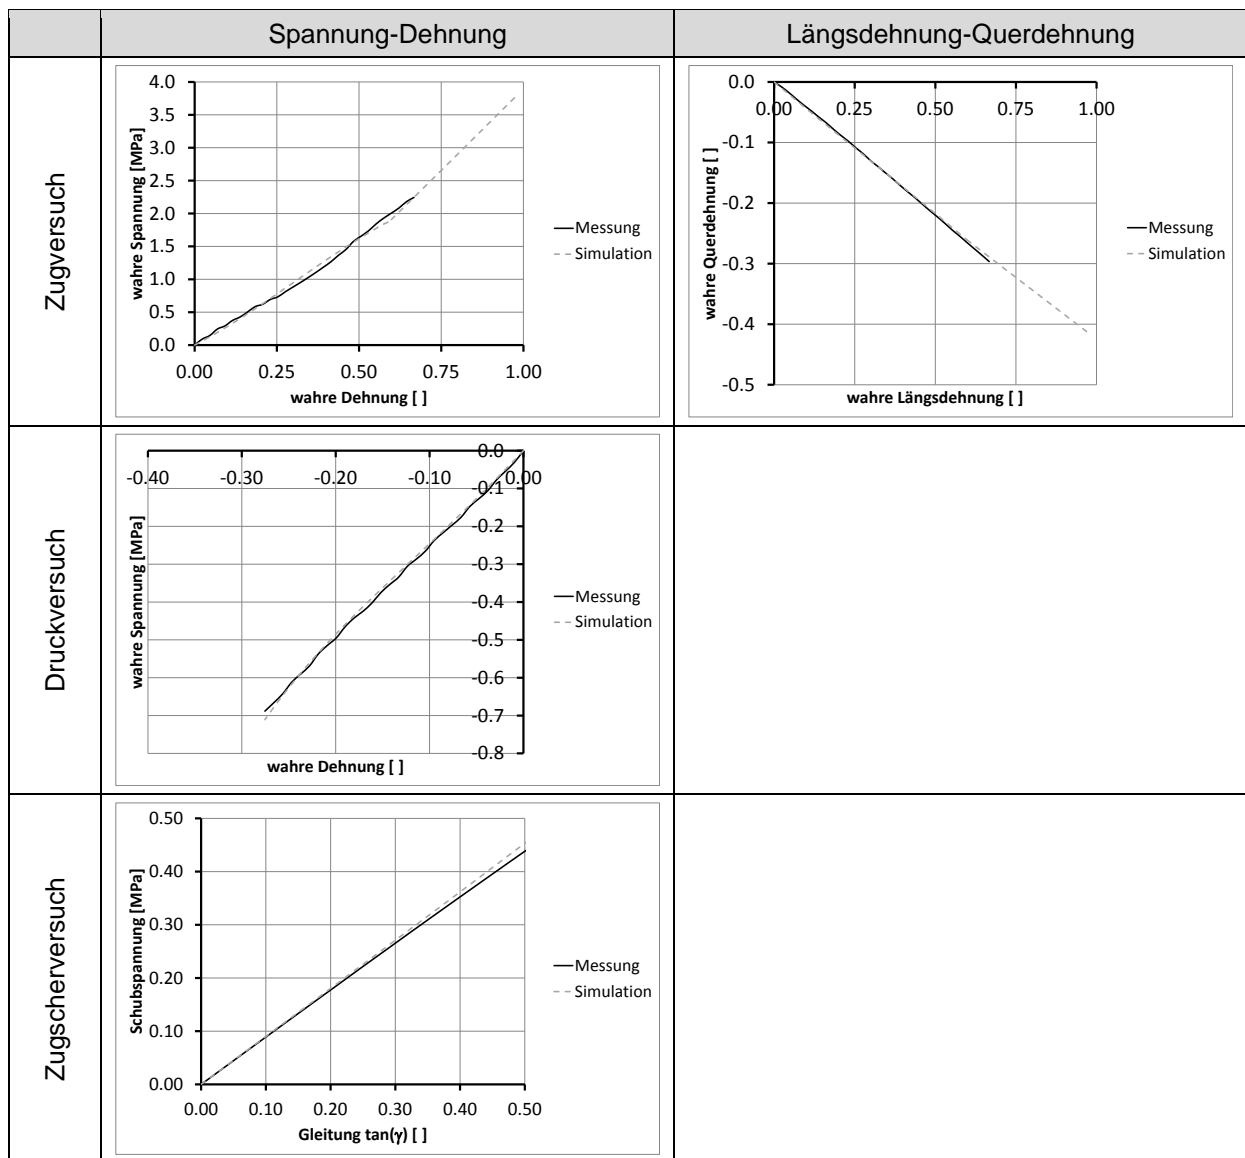 Spannung-Dehnung
Längsdehnung-Querdehnung
Zugversuch
4.0
3.5
3.0
2.5
2.0
1.5
1.0
0.5
0.0
wahre Spannung [MPa]
0.00 0.25 0.50 0.75 1.00
wahre Dehnung [ ]
Messung
Simulation
0.0
-0.1
-0.2
-0.3
-0.4
-0.5
wahre Querdehnung [ ]
0.00 0.25 0.50 0.75 1.00
wahre Längsdehnung [ ]
Messung
Simulation
Druckversuch
-0.40 -0.30 -0.20 -0.10 0.00
0.0
-0.1
-0.2
-0.3
-0.4
-0.5
-0.6
-0.7
-0.8
wahre Spannung [MPa]
wahre Dehnung [ ]
Messung
Simulation
Zugscherversuch
0.50
0.40
0.30
0.20
0.10
0.00
Schubspannung [MPa]
0.00 0.10 0.20 0.30 0.40 0.50
Gleitung tan(γ) [ ]
Messung
Simulation